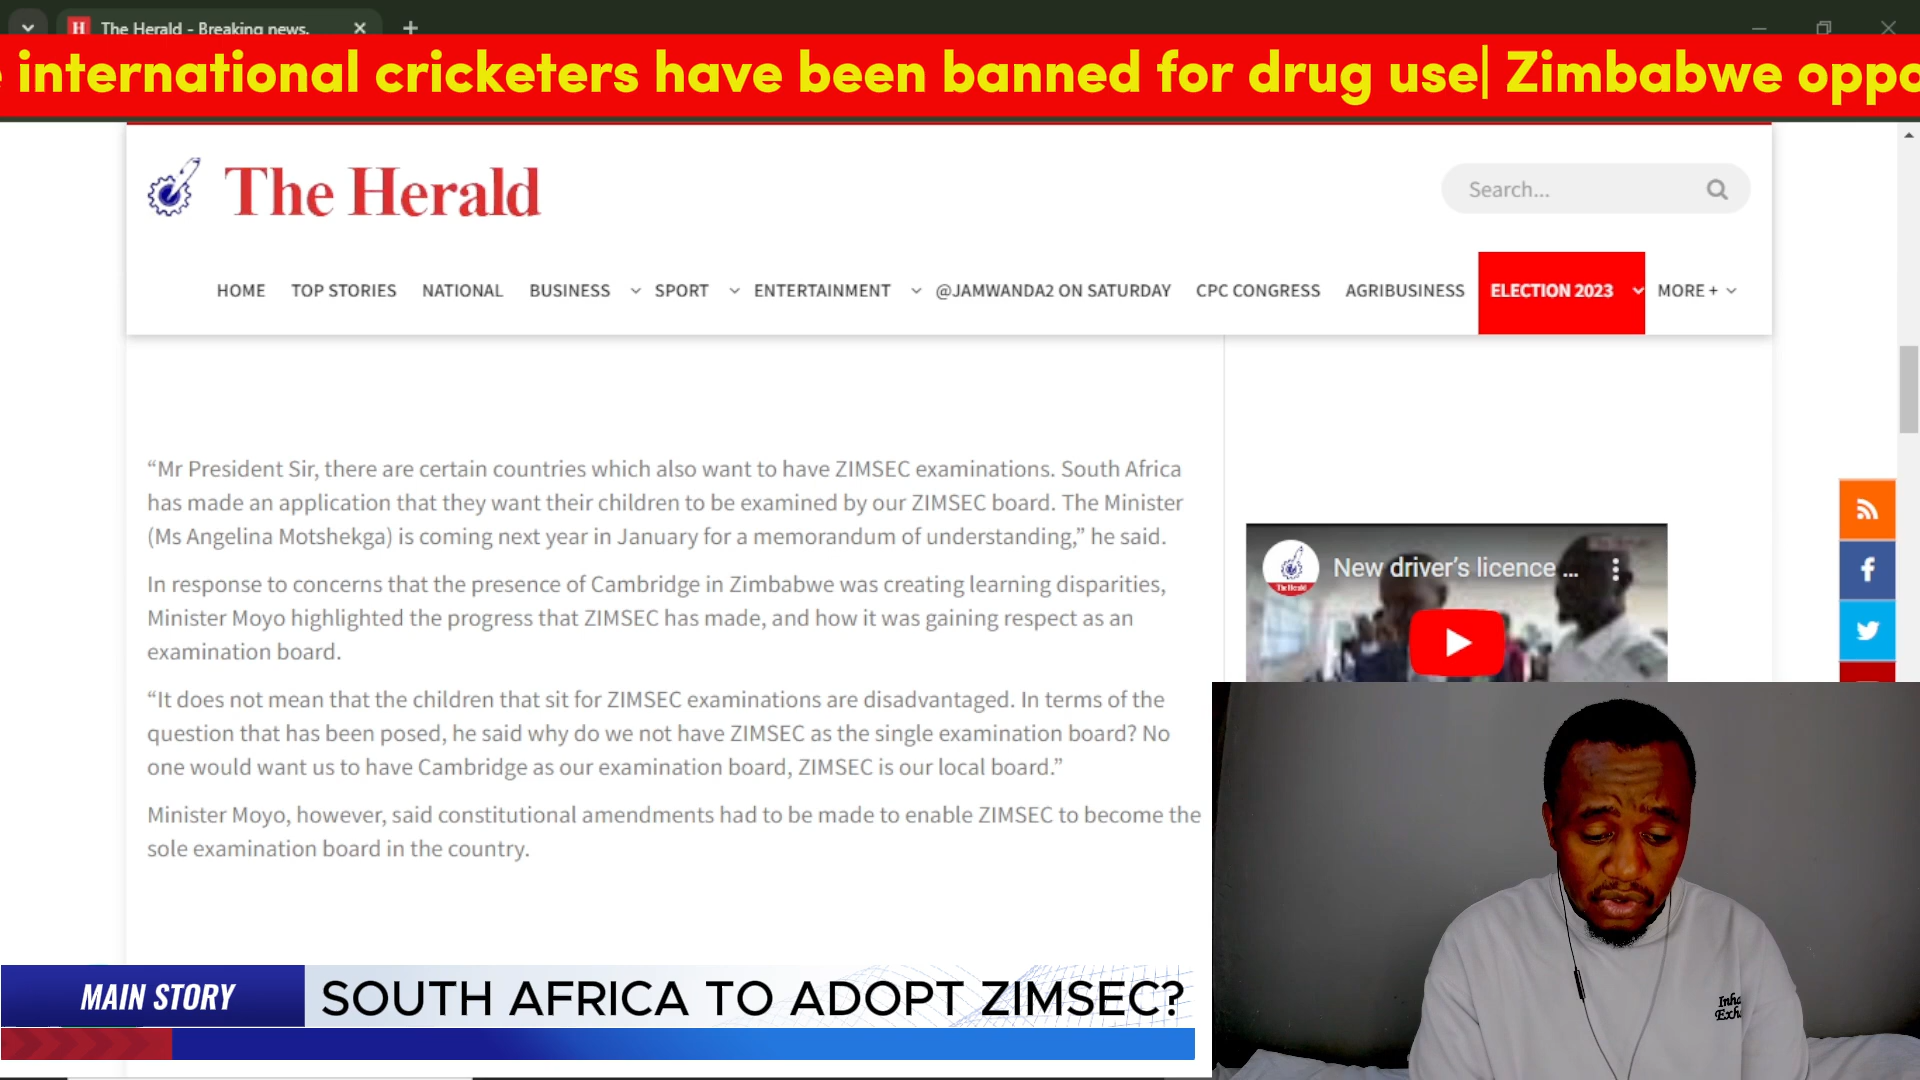 The Herald - Breaking news.
international cricketers have been banned for drug use| Zimbabwe oppo
The Herald
Search...
HOME TOP STORIES NATIONAL BUSINESS SPORT ENTERTAINMENT @JAMWANDA2 ON SATURDAY CPC CONGRESS AGRIBUSINESS ELECTION 2023 MORE +
“Mr President Sir, there are certain countries which also want to have ZIMSEC examinations. South Africa
has made an application that they want their children to be examined by our ZIMSEC board. The Minister
(Ms Angelina Motshekga) is coming next year in January for a memorandum of understanding,” he said.
In response to concerns that the presence of Cambridge in Zimbabwe was creating learning disparities,
Minister Moyo highlighted the progress that ZIMSEC has made, and how it was gaining respect as an
examination board.
“It does not mean that the children that sit for ZIMSEC examinations are disadvantaged. In terms of the
question that has been posed, he said why do we not have ZIMSEC as the single examination board? No
one would want us to have Cambridge as our examination board, ZIMSEC is our local board.”
Minister Moyo, however, said constitutional amendments had to be made to enable ZIMSEC to become the
sole examination board in the country.
New driver’s licence ...
The Herald
MAIN STORY
SOUTH AFRICA TO ADOPT ZIMSEC?
Inha
Exha